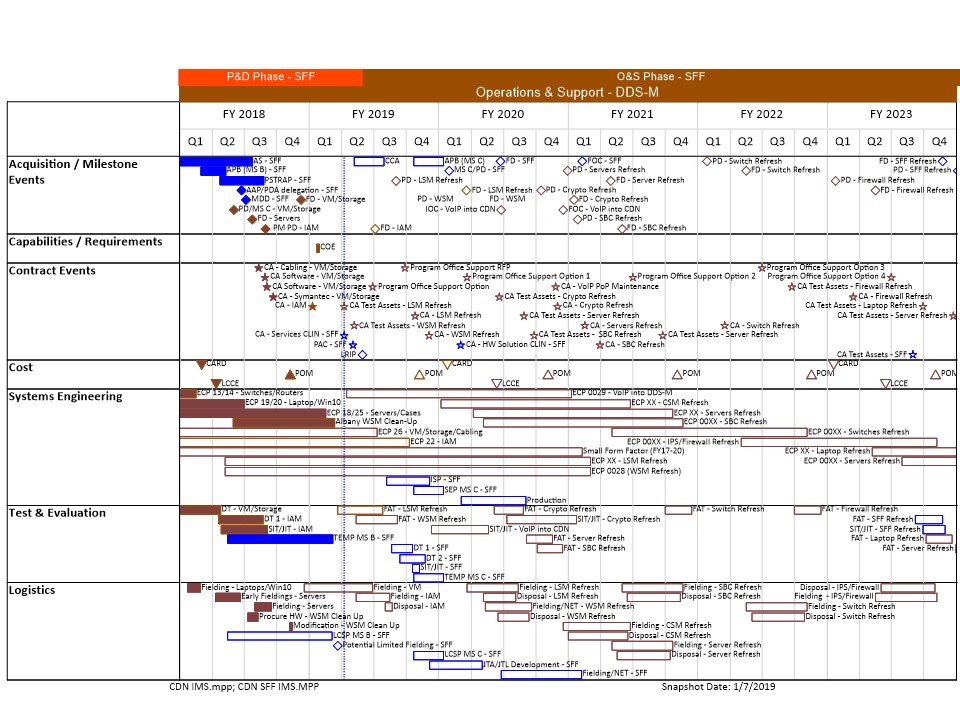 P&D Phase - SFF O&S Phase - SFF
Operations & Support - DDS-M
FY 2018 FY 2019 FY 2020 FY 2021 FY 2022 FY 2023
Q1 Q2 Q3 Q4 Q1 Q2 Q3 Q4 Q1 Q2 Q3 Q4 Q1 Q2 Q3 Q4 Q1 Q2 Q3 Q4 Q1 Q2 Q3 Q4
Acquisition / Milestone
Events
AS - SFF CCA APB (MS C) FD - SFF FOC - SFF PD - Switch Refresh PD - SFF Refresh
APB (MS B) - SFF MS C/PD - SFF PD - Servers Refresh FD - Switch Refresh FD - SFF Refresh
PSTRAP - SFF PD - LSM Refresh FD - Server Refresh PD - Firewall Refresh
AAP/PDA delegation - SFF FD - LSM Refresh PD - Crypto Refresh FD - Firewall Refresh
MDD - SFF FD - VM/Storage PD - WSM FD - WSM FD - Crypto Refresh
PD/MS C - VM/Storage IOC - VoIP into CDN FOC - VoIP into CDN
FD - Servers PD - SBC Refresh
PM PD - IAM FD - IAM FD - SBC Refresh
Capabilities / Requirements
COE
Contract Events
CA - Cabling - VM/Storage Program Office Support RFP Program Office Support Option 3
CA Software - VM/Storage Program Office Support Option 1 Program Office Support Option 2 Program Office Support Option 4
CA Software - VM/Storage Program Office Support Option CA - VoIP PoP Maintenance CA Test Assets - Firewall Refresh
CA - Symantec - VM/Storage CA Test Assets - Crypto Refresh CA - Firewall Refresh
CA - IAM CA Test Assets - LSM Refresh CA - Crypto Refresh CA Test Assets - Laptop Refresh
CA - LSM Refresh CA Test Assets - Server Refresh CA Test Assets - Server Refresh
CA Test Assets - WSM Refresh CA - Servers Refresh CA - Switch Refresh
CA - Services CLIN - SFF CA - WSM Refresh CA Test Assets - SBC Refresh CA Test Assets - Server Refresh
PAC - SFF CA - HW Solution CLIN - SFF CA - SBC Refresh
LRIP CA Test Assets - SFF
Cost
CARD CARD CARD
POM POM POM POM POM POM
LCCE LCCE LCCE
Systems Engineering
ECP 13/14 - Switches/Routers ECP 0029 - VoIP into DDS-M
ECP 19/20 - Laptop/Win10 ECP XX - CSM Refresh
ECP 18/25 - Servers/Cases ECP XX - Servers Refresh
Albany WSM Clean-Up ECP 00XX - SBC Refresh
ECP 26 - VM/Storage/Cabling ECP 00XX - Switches Refresh
ECP 22 - IAM ECP 00XX - IPS/Firewall Refresh
Small Form Factor (FY17-20) ECP XX - Laptop Refresh
ECP XX - LSM Refresh ECP 00XX - Servers Refresh
ECP 0028 (WSM Refresh)
ISP - SFF
SEP MS C - SFF
Production
Test & Evaluation
DT - VM/Storage FAT - LSM Refresh FAT - Crypto Refresh FAT - Switch Refresh FAT - Firewall Refresh
DT 1 - IAM FAT - WSM Refresh SIT/JIT - Crypto Refresh FAT - SFF Refresh
SIT/JIT - IAM SIT/JIT - VoIP into CDN SIT/JIT - SFF Refresh
TEMP MS B - SFF FAT - Server Refresh FAT - Laptop Refresh
DT 1 - SFF FAT - SBC Refresh FAT - Server Refresh
DT 2 - SFF
SIT/JIT - SFF
TEMP MS C - SFF
Logistics
Fielding - Laptops/Win10 Fielding - VM Fielding - LSM Refresh Fielding - SBC Refresh Disposal - IPS/Firewall
Early Fieldings - Servers Fielding - IAM Disposal - LSM Refresh Disposal - SBC Refresh Fielding - IPS/Firewall
Fielding - Servers Disposal - IAM Fielding/NET - WSM Refresh Fielding - Switch Refresh
Procure HW - WSM Clean Up Disposal - WSM Refresh Disposal - Switch Refresh
Modification - WSM Clean Up Fielding - CSM Refresh
LCSP MS B - SFF Disposal - CSM Refresh
Potential Limited Fielding - SFF Fielding - Server Refresh
LCSP MS C - SFF Disposal - Server Refresh
JTA/JTL Development - SFF
Fielding/NET - SFF
CDN IMS.mpp; CDN SFF IMS.MPP Snapshot Date: 1/7/2019